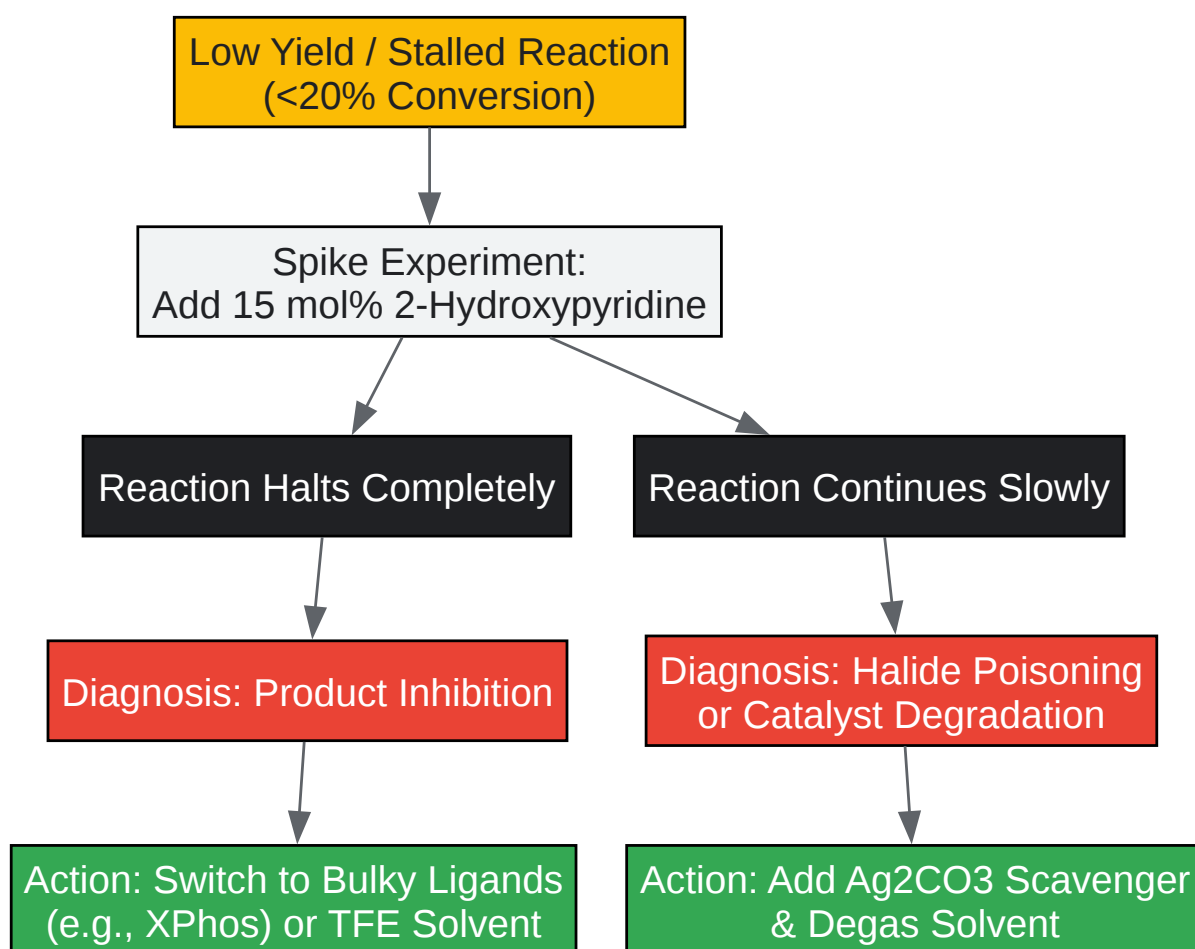 Low Yield / Stalled Reaction
(<20% Conversion)
Spike Experiment:
Add 15 mol% 2-Hydroxypyridine
Reaction Halts Completely
Reaction Continues Slowly
Diagnosis: Product Inhibition
Diagnosis: Halide Poisoning
or Catalyst Degradation
Action: Switch to Bulky Ligands
(e.g., XPhos) or TFE Solvent
Action: Add Ag2CO3 Scavenger
& Degas Solvent